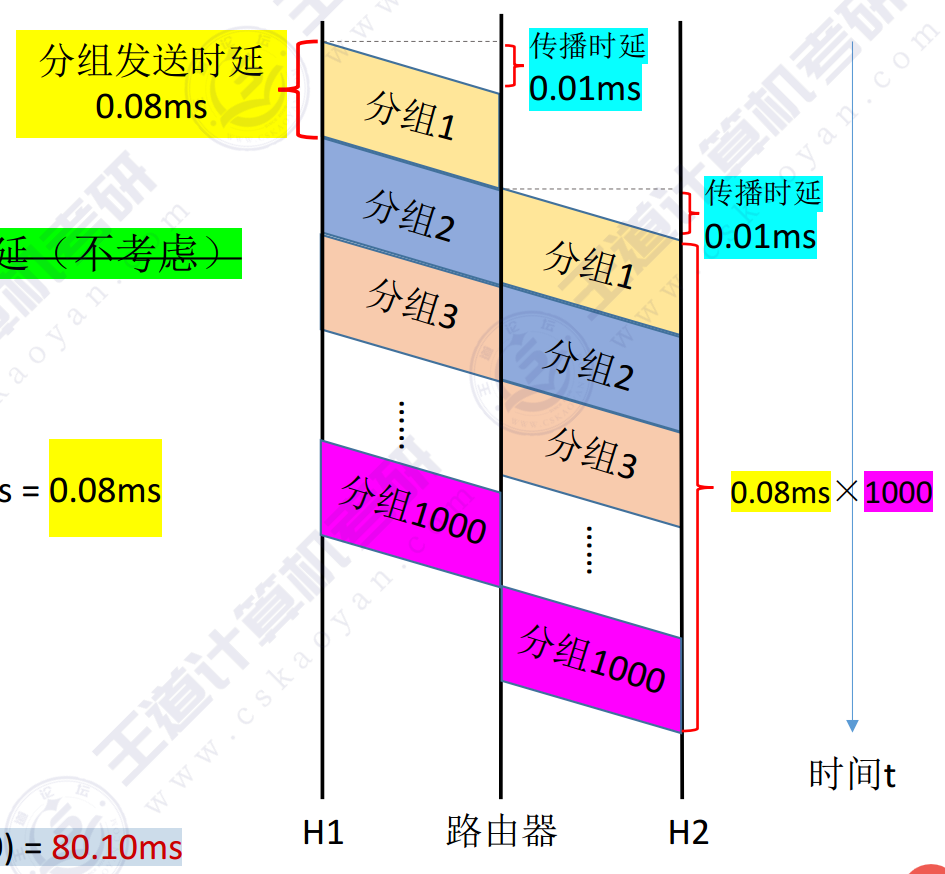 分组发送时延
0.08ms
传播时延
0.01ms
分组1
传播时延
0.01ms
分组2
分组1
延（不考虑）
分组3
分组2
分组3
s = 0.08ms
分组1000
0.08ms×1000
分组1000
时间t
H1
路由器
H2
) = 80.10ms
王道计算机考研
www.cskaoyan.com